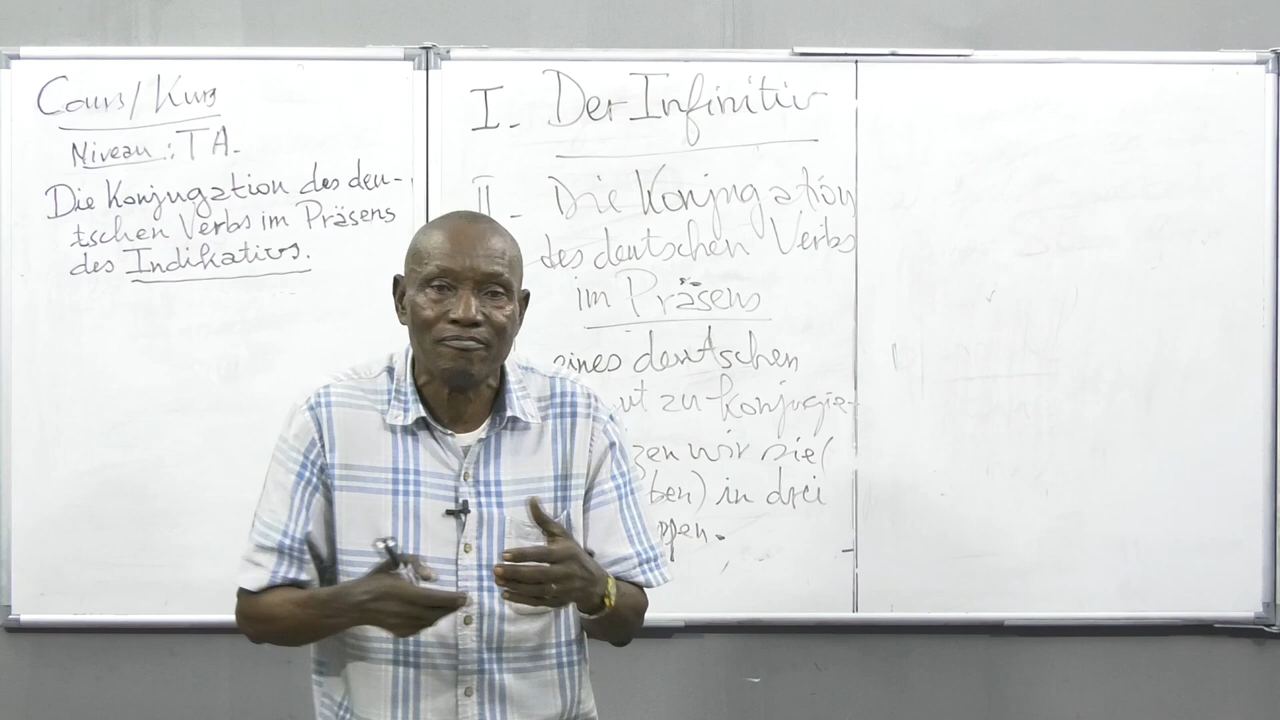 Cours/Kurs
Niveau : TA-
Die Konjugation des deu-
tschen Verbs im Präsens
des Indikativs.
I- Der Infinitiv
II- Die Konjugation
des deutschen Verbs
im Präsens
eines deutschen
zu konjugie-
wir sie(
in drei